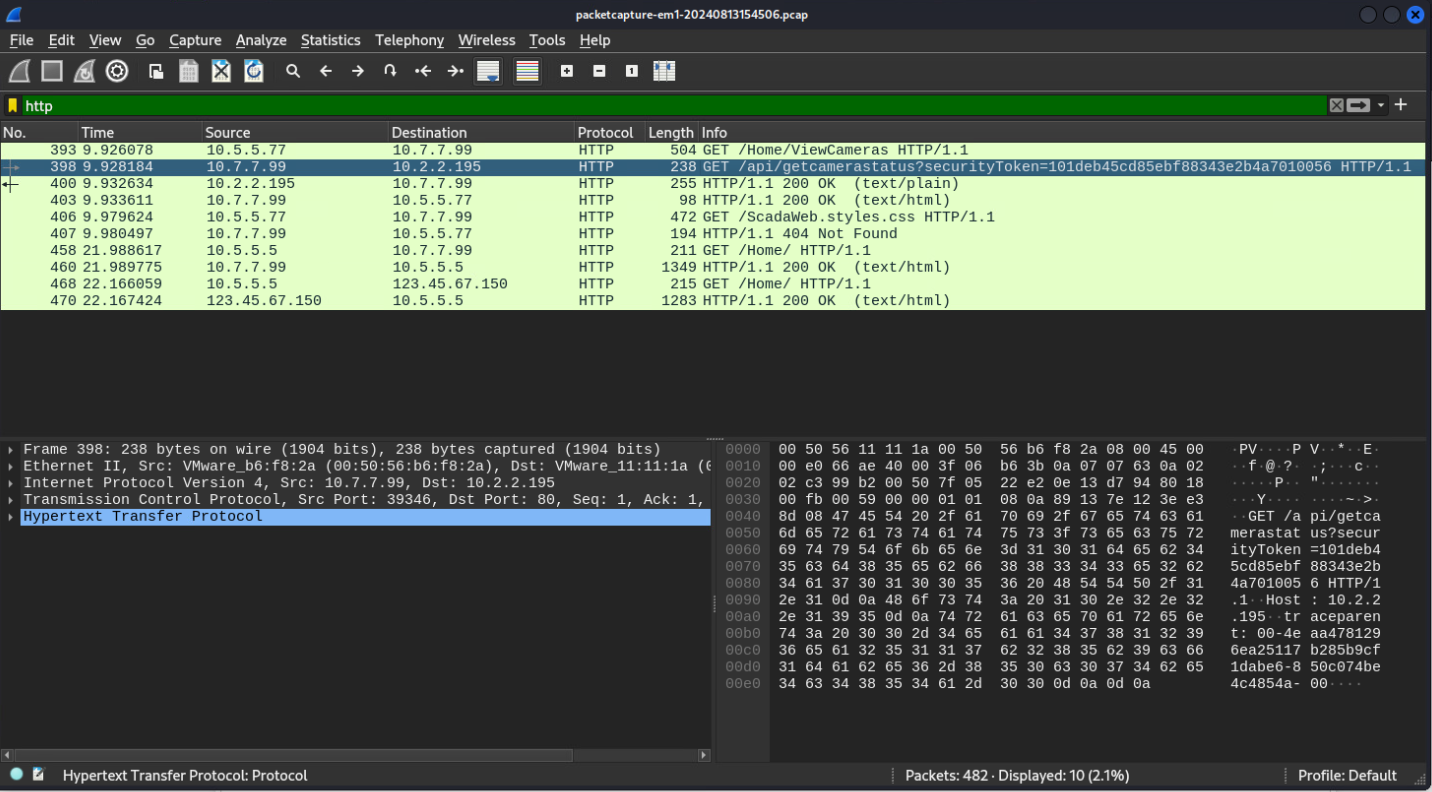 packetcapture-em1-20240813154506.pcap
File Edit View Go Capture Analyze Statistics Telephony Wireless Tools Help
http
No. Time Source Destination Protocol Length Info
393 9.926078 10.5.5.77 10.7.7.99 HTTP 504 GET /Home/ViewCameras HTTP/1.1
398 9.928184 10.7.7.99 10.2.2.195 HTTP 238 GET /api/getcamerastatus?securityToken=101deb45cd85ebf88343e2b4a7010056 HTTP/1.1
400 9.932634 10.2.2.195 10.7.7.99 HTTP 255 HTTP/1.1 200 OK (text/plain)
403 9.933611 10.7.7.99 10.5.5.77 HTTP 98 HTTP/1.1 200 OK (text/html)
406 9.979624 10.5.5.77 10.7.7.99 HTTP 472 GET /ScadaWeb.styles.css HTTP/1.1
407 9.980497 10.7.7.99 10.5.5.77 HTTP 194 HTTP/1.1 404 Not Found
458 21.988617 10.5.5.5 10.7.7.99 HTTP 211 GET /Home/ HTTP/1.1
460 21.989775 10.7.7.99 10.5.5.5 HTTP 1349 HTTP/1.1 200 OK (text/html)
468 22.166059 10.5.5.5 123.45.67.150 HTTP 215 GET /Home/ HTTP/1.1
470 22.167424 123.45.67.150 10.5.5.5 HTTP 1283 HTTP/1.1 200 OK (text/html)
Frame 398: 238 bytes on wire (1904 bits), 238 bytes captured (1904 bits)
Ethernet II, Src: VMware_b6:f8:2a (00:50:56:b6:f8:2a), Dst: VMware_11:11:1a (0
Internet Protocol Version 4, Src: 10.7.7.99, Dst: 10.2.2.195
Transmission Control Protocol, Src Port: 39346, Dst Port: 80, Seq: 1, Ack: 1,
Hypertext Transfer Protocol
0000 00 50 56 11 11 1a 00 50 56 b6 f8 2a 08 00 45 00 ·PV····P V··*··E·
0010 00 e0 66 ae 40 00 3f 06 b6 3b 0a 07 07 63 0a 02 ··f·@·?· ·;···c··
0020 02 c3 99 b2 00 50 7f 05 22 e2 0e 13 d7 94 80 18 ·····P·· "·······
0030 00 fb 00 59 00 00 01 01 08 0a 89 13 7e 12 3e e3 ···Y···· ····~·>·
0040 8d 08 47 45 54 20 2f 61 70 69 2f 67 65 74 63 61 ··GET /a pi/getca
0050 6d 65 72 61 73 74 61 74 75 73 3f 73 65 63 75 72 merastat us?secur
0060 69 74 79 54 6f 6b 65 6e 3d 31 30 31 64 65 62 34 ityToken =101deb4
0070 35 63 64 38 35 65 62 66 38 38 33 34 33 65 32 62 5cd85ebf 88343e2b
0080 34 61 37 30 31 30 30 35 36 20 48 54 54 50 2f 31 4a701005 6 HTTP/1
0090 2e 31 0d 0a 48 6f 73 74 3a 20 31 30 2e 32 2e 32 .1··Host : 10.2.2
00a0 2e 31 39 35 0d 0a 74 72 61 63 65 70 61 72 65 6e .195··tr aceparen
00b0 74 3a 20 30 30 2d 34 65 61 61 34 37 38 31 32 39 t: 00-4e aa478129
00c0 36 65 61 32 35 31 31 37 62 32 38 35 62 39 63 66 6ea25117 b285b9cf
00d0 31 64 61 62 65 36 2d 38 35 30 63 30 37 34 62 65 1dabe6-8 50c074be
00e0 34 63 34 38 35 34 61 2d 30 30 0d 0a 0d 0a 4c4854a- 00····
Hypertext Transfer Protocol: Protocol Packets: 482 · Displayed: 10 (2.1%) Profile: Default